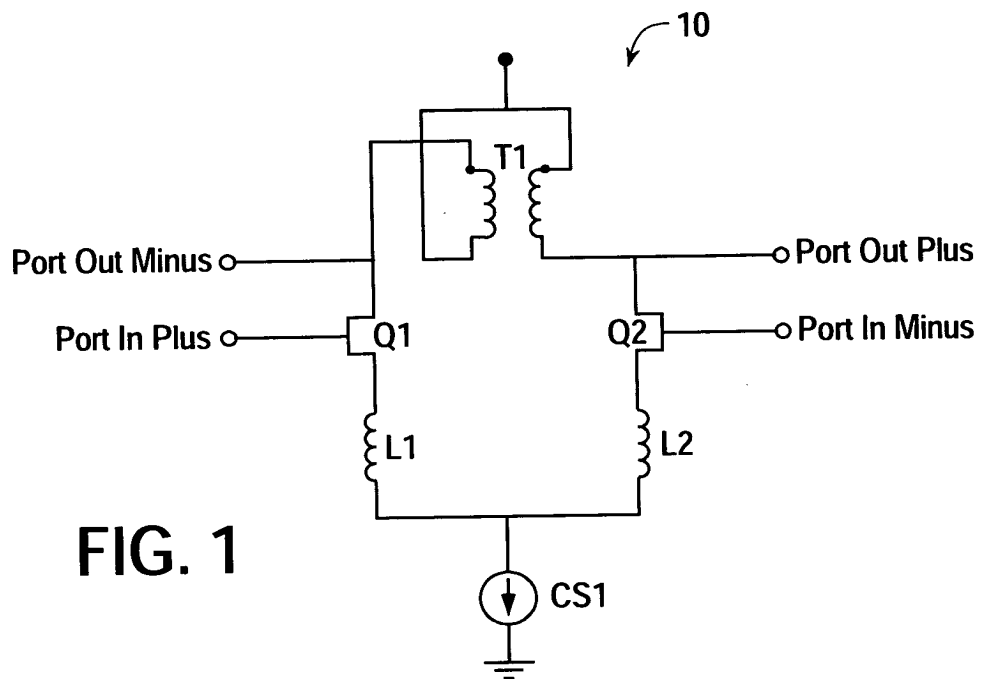 10
T1
Port Out Minus
Port Out Plus
Port In Plus
Q1
Q2
Port In Minus
L1
L2
FIG. 1
CS1